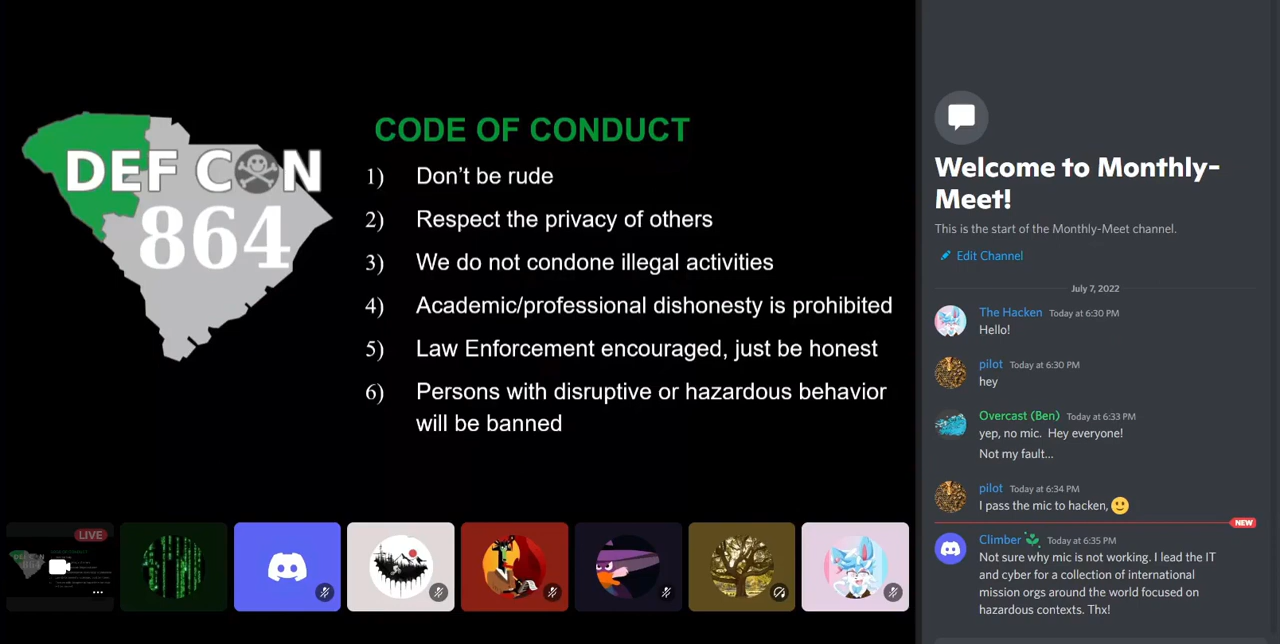 DEF CON
864
CODE OF CONDUCT
1) Don't be rude
2) Respect the privacy of others
3) We do not condone illegal activities
4) Academic/professional dishonesty is prohibited
5) Law Enforcement encouraged, just be honest
6) Persons with disruptive or hazardous behavior
will be banned
LIVE
Welcome to Monthly-
Meet!
This is the start of the Monthly-Meet channel.
Edit Channel
July 7, 2022
The Hacken Today at 6:30 PM
Hello!
pilot Today at 6:30 PM
hey
Overcast (Ben) Today at 6:33 PM
yep, no mic. Hey everyone!
Not my fault...
pilot Today at 6:34 PM
I pass the mic to hacken, 🙂
NEW
Climber Today at 6:35 PM
Not sure why mic is not working. I lead the IT
and cyber for a collection of international
mission orgs around the world focused on
hazardous contexts. Thx!